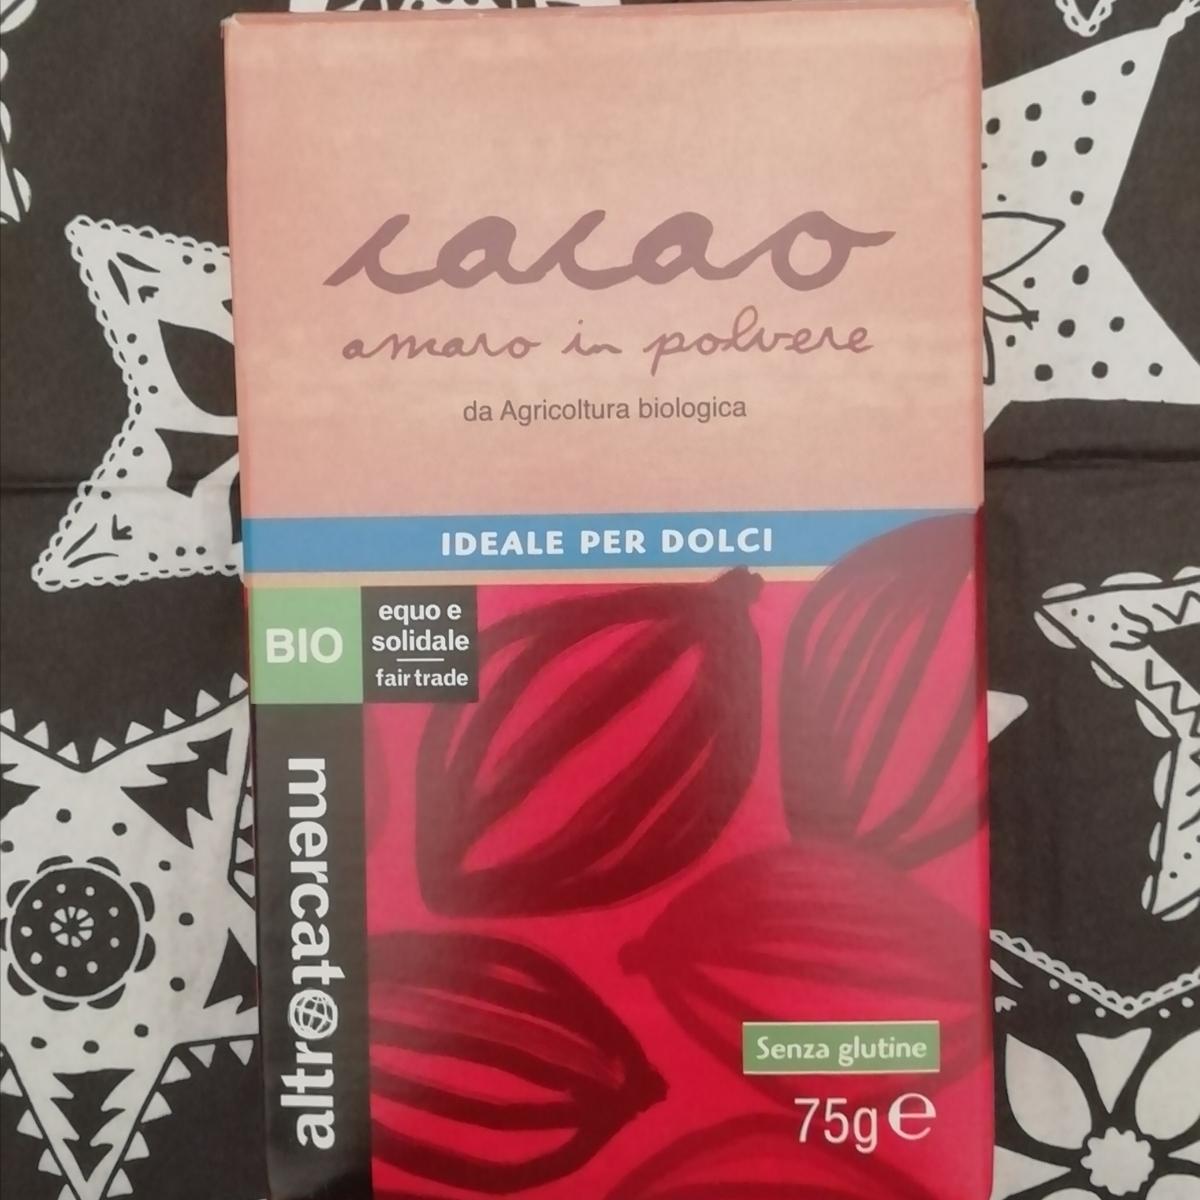 cacao
amaro in polvere
da Agricoltura biologica
IDEALE PER DOLCI
BIO
equo e
solidale
fair trade
altromercato
Senza glutine
75g e